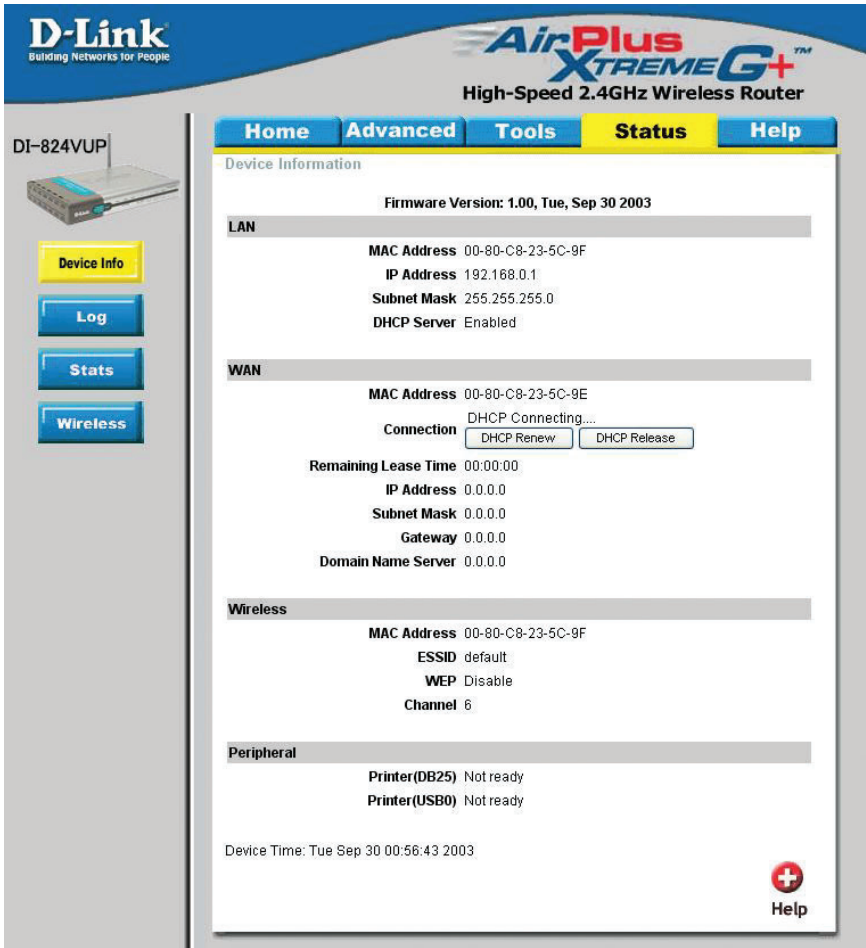 D-Link
Building Networks for People
AirPlus
XTREME G+™
High-Speed 2.4GHz Wireless Router
DI-824VUP
Home Advanced Tools Status Help
Device Info
Log
Stats
Wireless
Device Information
Firmware Version: 1.00, Tue, Sep 30 2003
LAN
MAC Address 00-80-C8-23-5C-9F
IP Address 192.168.0.1
Subnet Mask 255.255.255.0
DHCP Server Enabled
WAN
MAC Address 00-80-C8-23-5C-9E
Connection DHCP Connecting....
DHCP Renew DHCP Release
Remaining Lease Time 00:00:00
IP Address 0.0.0.0
Subnet Mask 0.0.0.0
Gateway 0.0.0.0
Domain Name Server 0.0.0.0
Wireless
MAC Address 00-80-C8-23-5C-9F
ESSID default
WEP Disable
Channel 6
Peripheral
Printer(DB25) Not ready
Printer(USB0) Not ready
Device Time: Tue Sep 30 00:56:43 2003
Help